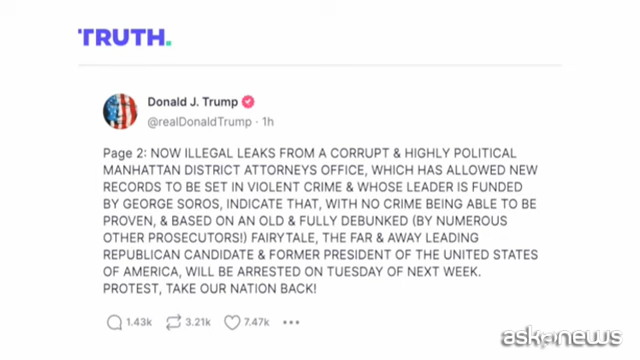 TRUTH.
Donald J. Trump
@realDonaldTrump · 1h
Page 2: NOW ILLEGAL LEAKS FROM A CORRUPT & HIGHLY POLITICAL
MANHATTAN DISTRICT ATTORNEYS OFFICE, WHICH HAS ALLOWED NEW
RECORDS TO BE SET IN VIOLENT CRIME & WHOSE LEADER IS FUNDED
BY GEORGE SOROS, INDICATE THAT, WITH NO CRIME BEING ABLE TO BE
PROVEN, & BASED ON AN OLD & FULLY DEBUNKED (BY NUMEROUS
OTHER PROSECUTORS!) FAIRYTALE, THE FAR & AWAY LEADING
REPUBLICAN CANDIDATE & FORMER PRESIDENT OF THE UNITED STATES
OF AMERICA, WILL BE ARRESTED ON TUESDAY OF NEXT WEEK.
PROTEST, TAKE OUR NATION BACK!
1.43k 3.21k 7.47k
askanews